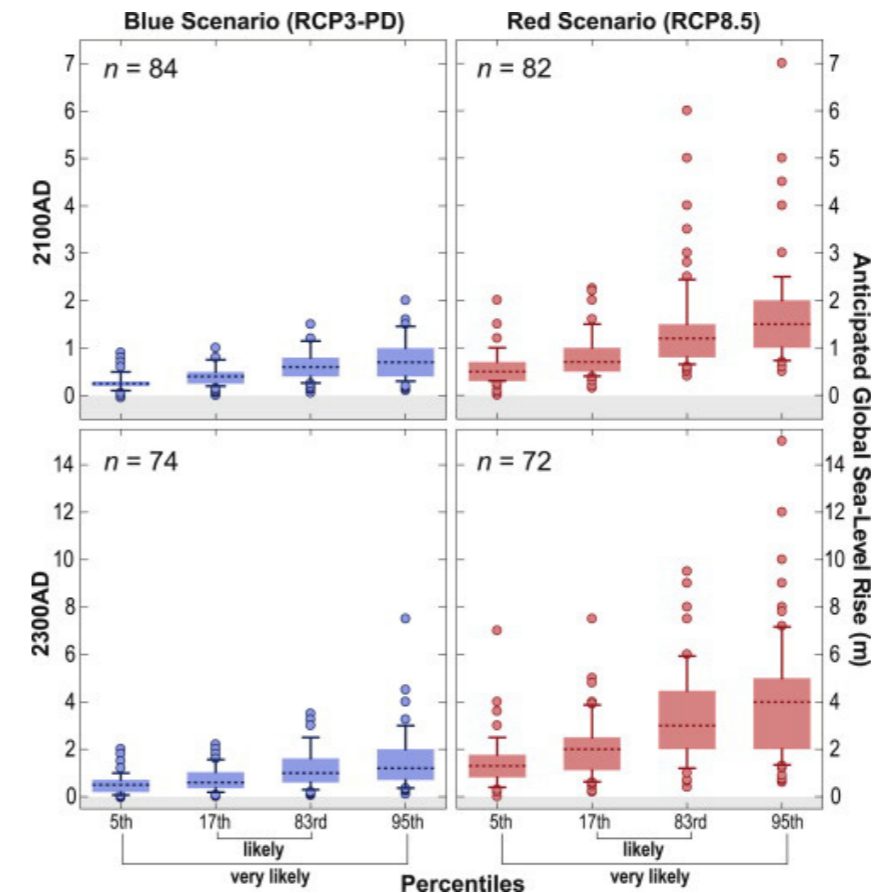 Blue Scenario (RCP3-PD)
Red Scenario (RCP8.5)
n = 84
n = 82
7
6
5
4
3
2
1
0
7
6
5
4
3
2
1
0
2100AD
n = 74
n = 72
14
12
10
8
6
4
2
0
14
12
10
8
6
4
2
0
2300AD
Anticipated Global Sea-Level Rise (m)
5th 17th 83rd 95th
5th 17th 83rd 95th
likely
likely
very likely
very likely
Percentiles